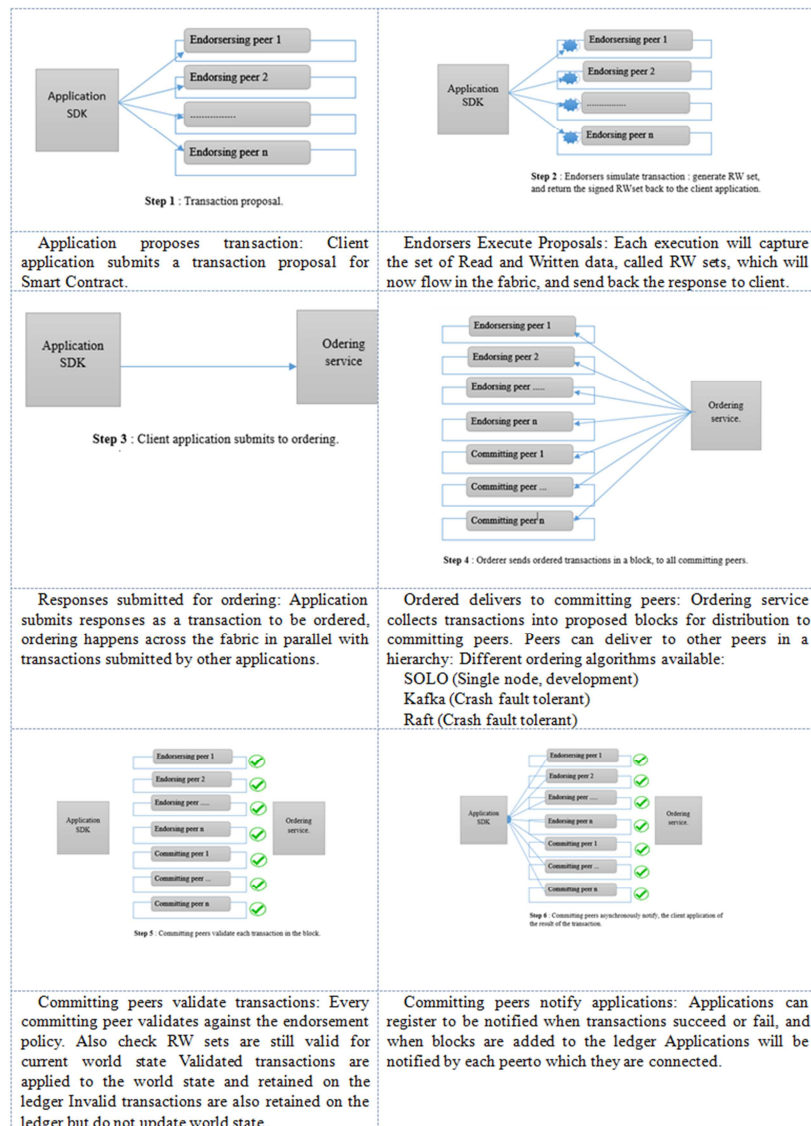 Endorsersing peer 1
Endorsing peer 2
................
Endorsing peer n
Application
SDK
Step 1 : Transaction proposal.
Endorsersing peer 1
Endorsing peer 2
................
Endorsing peer n
Application
SDK
Step 2 : Endorsers simulate transaction : generate RW set,
and return the signed RWset back to the client application.
Application proposes transaction: Client
application submits a transaction proposal for
Smart Contract.
Endorsers Execute Proposals: Each execution will capture
the set of Read and Written data, called RW sets, which will
now flow in the fabric, and send back the response to client.
Application
SDK
Odering
service
Step 3 : Client application submits to ordering.
Endorsersing peer 1
Endorsing peer 2
Endorsing peer ......
Endorsing peer n
Committing peer 1
Committing peer ...
Committing peer n
Ordering
service.
Step 4 : Orderer sends ordered transactions in a block, to all committing peers.
Responses submitted for ordering: Application
submits responses as a transaction to be ordered,
ordering happens across the fabric in parallel with
transactions submitted by other applications.
Ordered delivers to committing peers: Ordering service
collects transactions into proposed blocks for distribution to
committing peers. Peers can deliver to other peers in a
hierarchy: Different ordering algorithms available:
SOLO (Single node, development)
Kafka (Crash fault tolerant)
Raft (Crash fault tolerant)
Endorsersing peer 1
Endorsing peer 2
Endorsing peer ......
Endorsing peer n
Committing peer 1
Committing peer ...
Committing peer n
Application
SDK
Ordering
service.
Step 5 : Committing peers validate each transaction in the block.
Endorsersing peer 1
Endorsing peer 2
Endorsing peer ......
Endorsing peer n
Committing peer 1
Committing peer ...
Committing peer n
Application
SDK
Ordering
service.
Step 6 : Committing peers asynchronously notify, the client application of
the result of the transaction.
Committing peers validate transactions: Every
committing peer validates against the endorsement
policy. Also check RW sets are still valid for
current world state Validated transactions are
applied to the world state and retained on the
ledger Invalid transactions are also retained on the
ledger but do not update world state
Committing peers notify applications: Applications can
register to be notified when transactions succeed or fail, and
when blocks are added to the ledger Applications will be
notified by each peerto which they are connected.